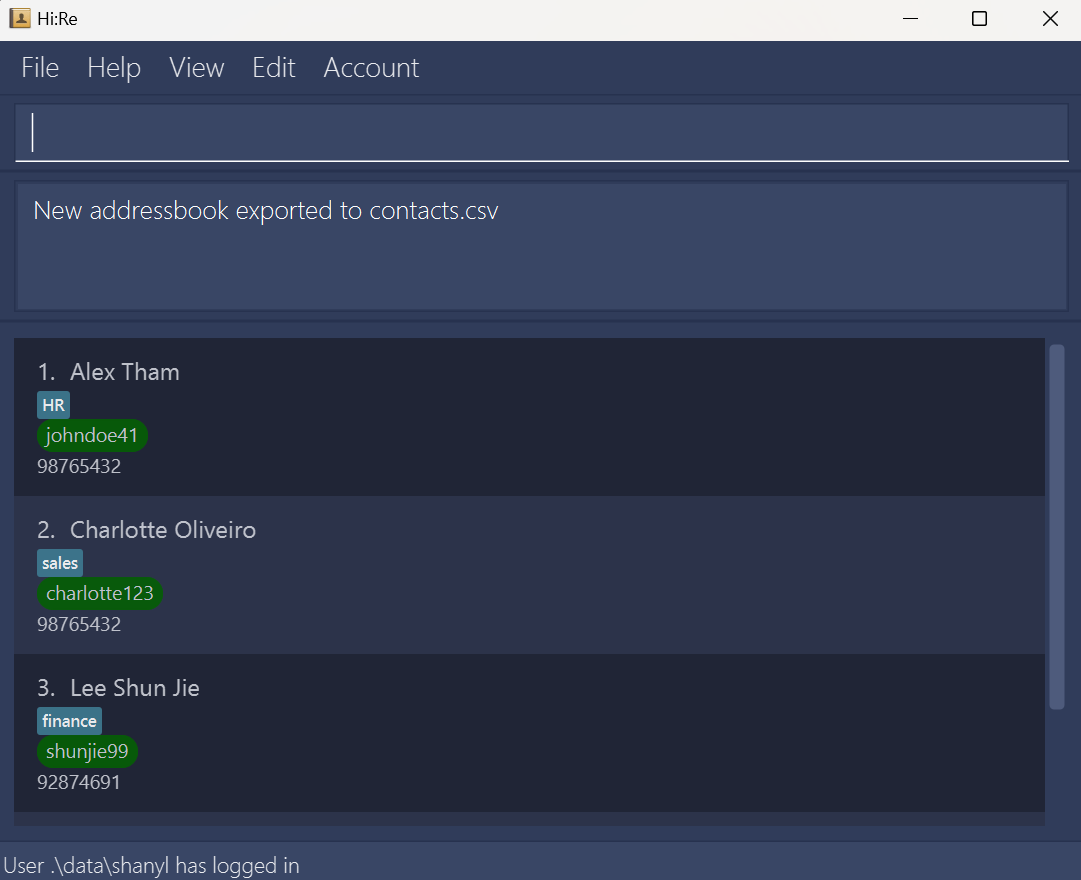 Hi:Re
File Help View Edit Account
New addressbook exported to contacts.csv
1. Alex Tham
HR
johndoe41
98765432
2. Charlotte Oliveiro
sales
charlotte123
98765432
3. Lee Shun Jie
finance
shunjie99
92874691
User .\data\shanyl has logged in